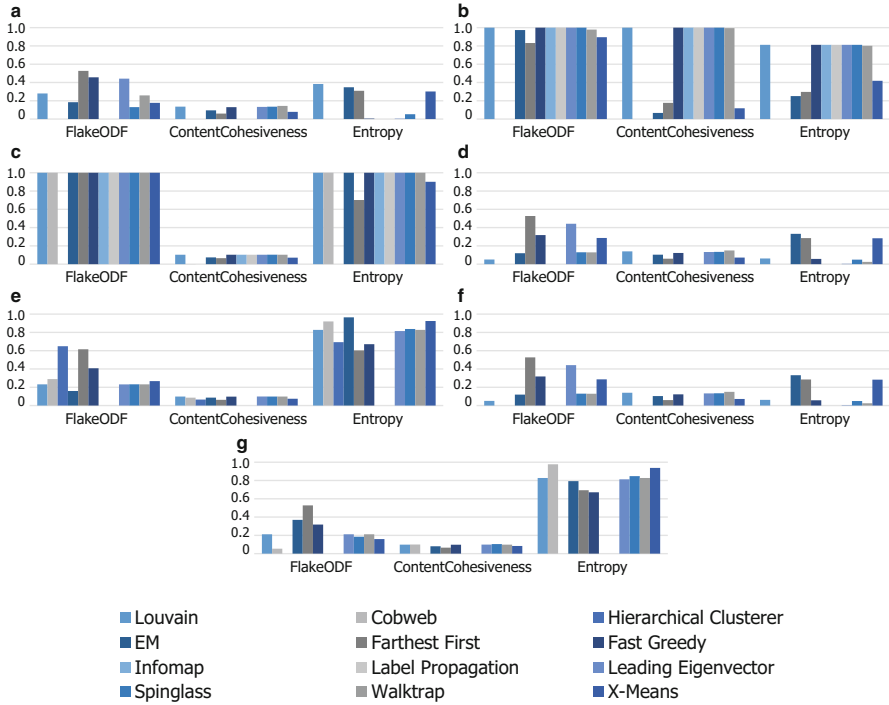 a
1.0
0.8
0.6
0.4
0.2
0
FlakeODF ContentCohesiveness Entropy
b
1.0
0.8
0.6
0.4
0.2
0
FlakeODF ContentCohesiveness Entropy
c
1.0
0.8
0.6
0.4
0.2
0
FlakeODF ContentCohesiveness Entropy
d
1.0
0.8
0.6
0.4
0.2
0
FlakeODF ContentCohesiveness Entropy
e
1.0
0.8
0.6
0.4
0.2
0
FlakeODF ContentCohesiveness Entropy
f
1.0
0.8
0.6
0.4
0.2
0
FlakeODF ContentCohesiveness Entropy
g
1.0
0.8
0.6
0.4
0.2
0
FlakeODF ContentCohesiveness Entropy
Louvain Cobweb Hierarchical Clusterer
EM Farthest First Fast Greedy
Infomap Label Propagation Leading Eigenvector
Spinglass Walktrap X-Means